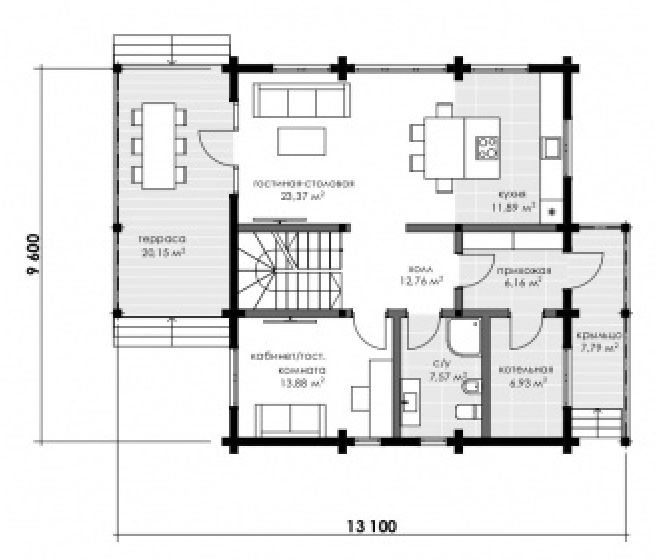 гостиная-столовая
23,37 м²
кухня
11,89 м²
терраса
20,15 м²
холл
12,76 м²
прихожая
6,16 м²
крыльцо
7,79 м²
кабинет/гост.
комната
13,88 м²
с/у
7,57 м²
котельная
6,93 м²
9 600
13 100